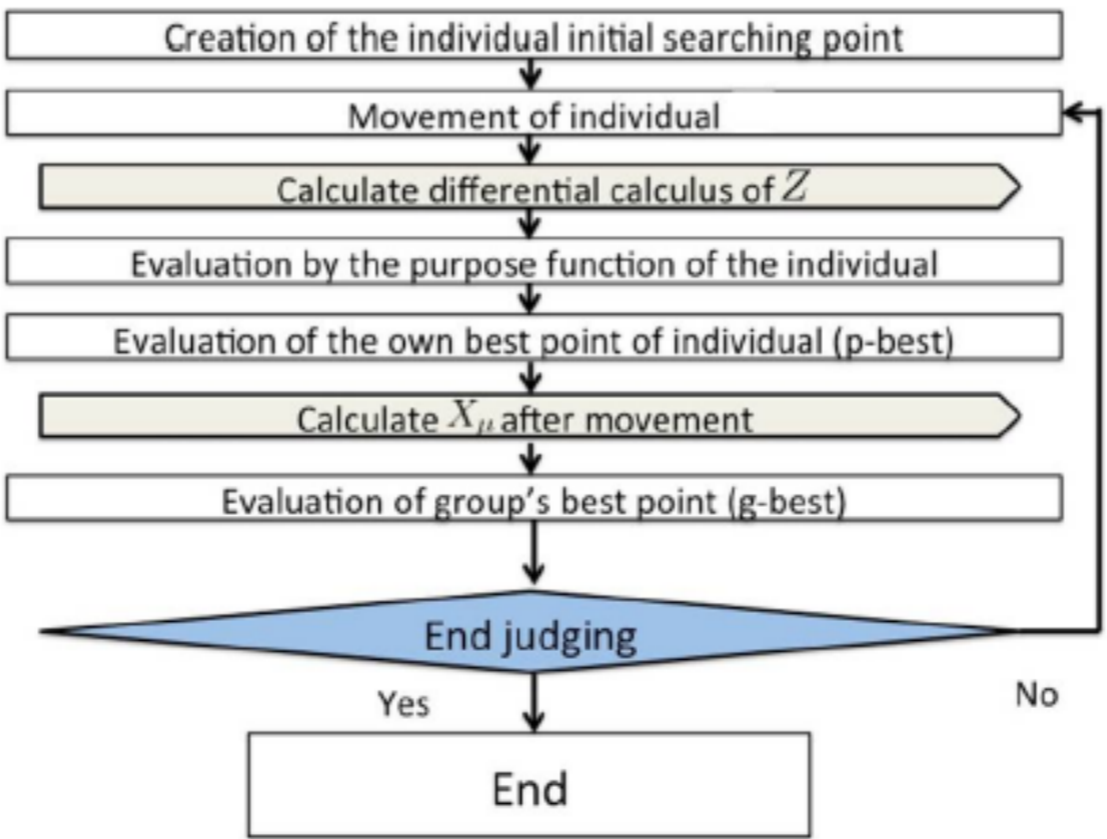 Creation of the individual initial searching point
Movement of individual
Calculate differential calculus of Z
Evaluation by the purpose function of the individual
Evaluation of the own best point of individual (p-best)
Calculate X_μ after movement
Evaluation of group's best point (g-best)
End judging
Yes
No
End